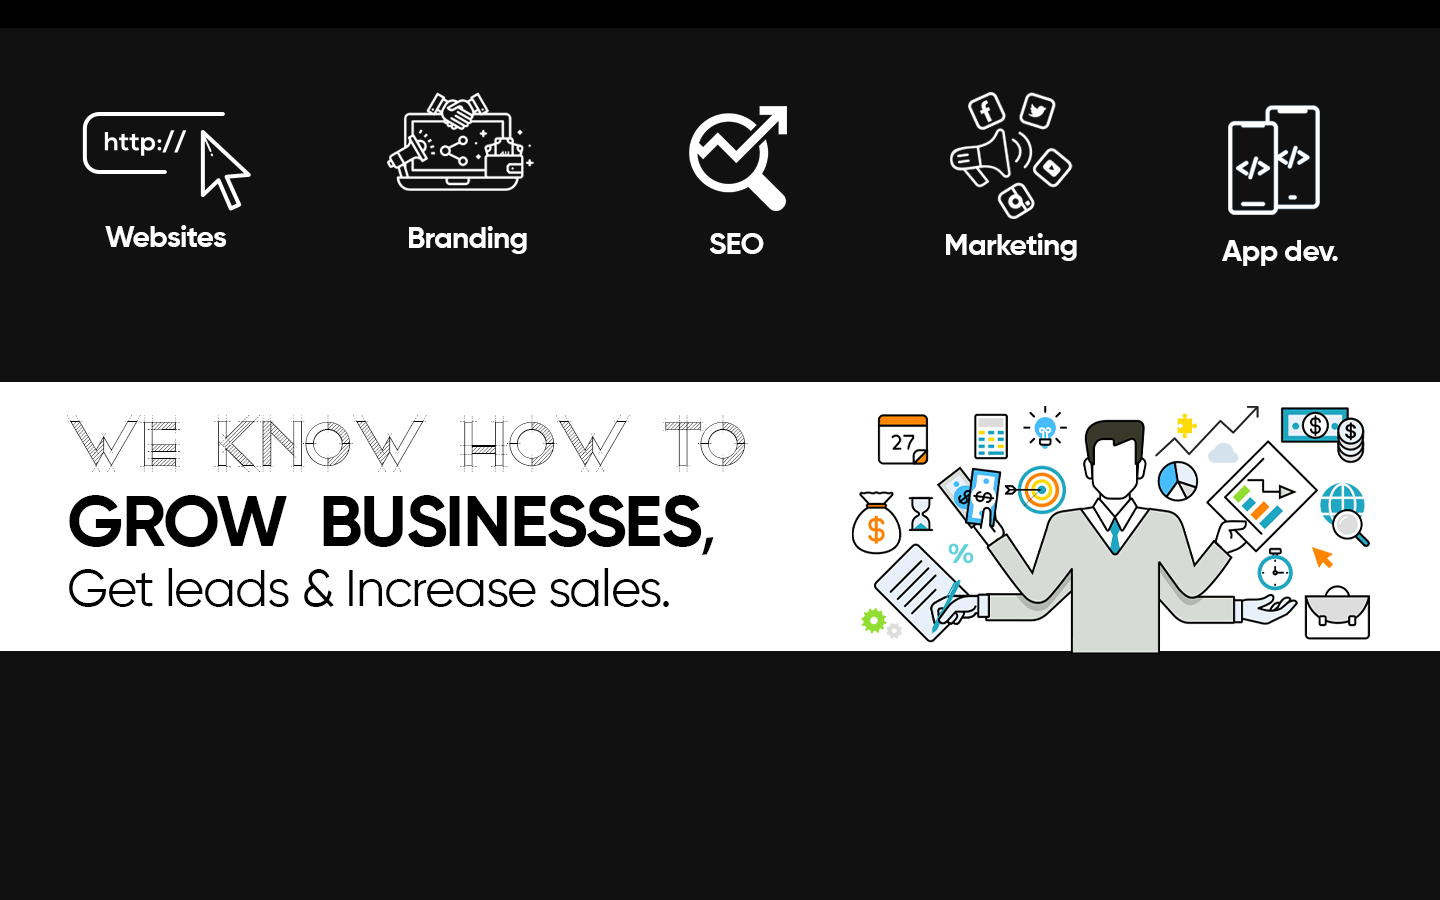 http://
Websites
Branding
SEO
Marketing
App dev.
WE KNOW HOW TO
GROW BUSINESSES,
Get leads & Increase sales.
27
$
$
$
$
$
%